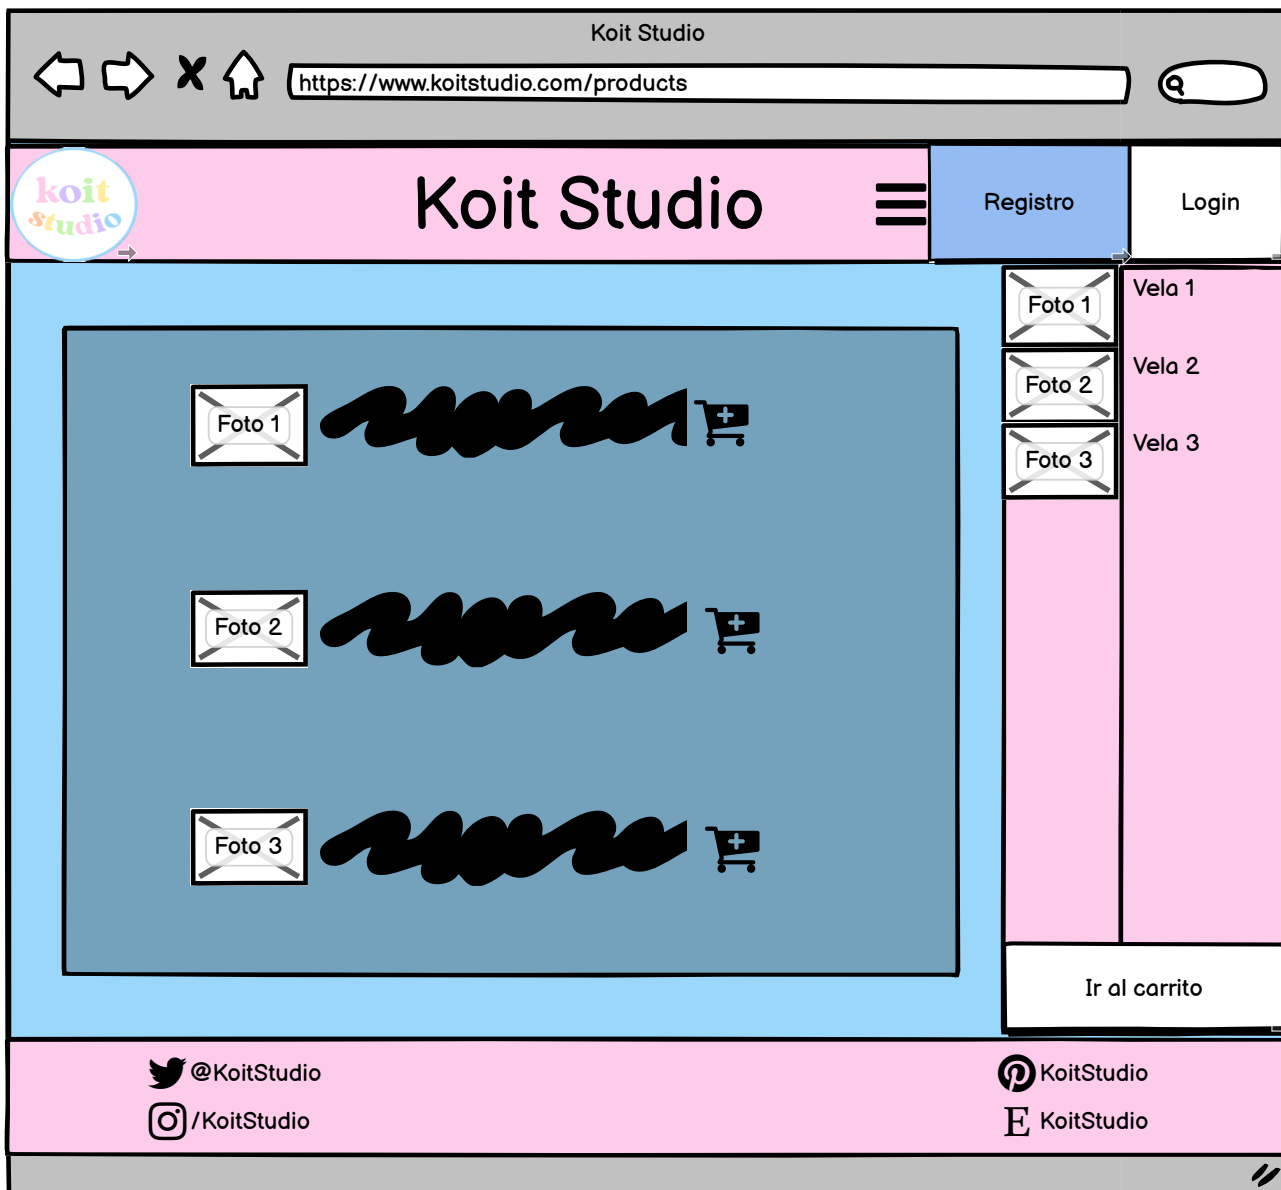 Koit Studio
https://www.koitstudio.com/products
koit
studio
Koit Studio
Registro
Login
Foto 1
Vela 1
Foto 2
Vela 2
Foto 3
Vela 3
Foto 1
Foto 2
Foto 3
Ir al carrito
@KoitStudio
KoitStudio
/KoitStudio
E KoitStudio